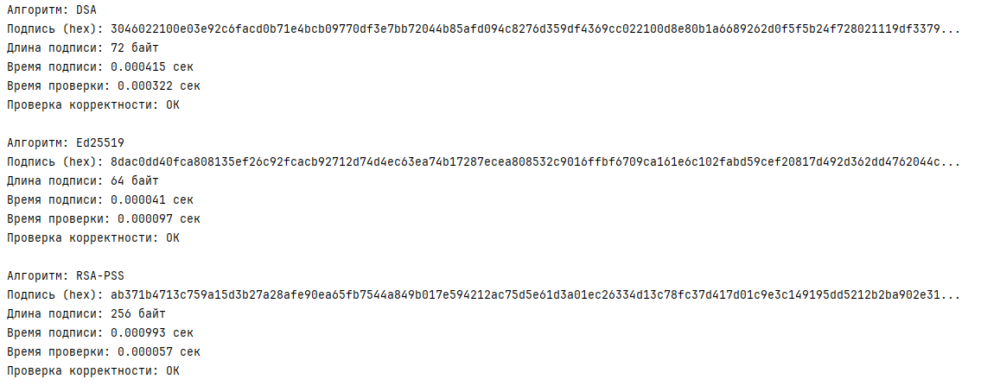 Алгоритм: DSA
Подпись (hex): 3046022100e03e92c6facd0b71e4bcb09770df3e7bb72044b85afd094c8276d359df4369cc022100d8e80b1a6689262d0f5f5b24f728021119df3379...
Длина подписи: 72 байт
Время подписи: 0.000415 сек
Время проверки: 0.000322 сек
Проверка корректности: OK
Алгоритм: Ed25519
Подпись (hex): 8dac0dd40fca808135ef26c92fcacb92712d74d4ec63ea74b17287ecea808532c9016ffbf6709ca161e6c102fabd59cef20817d492d362dd4762044c...
Длина подписи: 64 байт
Время подписи: 0.000041 сек
Время проверки: 0.000097 сек
Проверка корректности: OK
Алгоритм: RSA-PSS
Подпись (hex): ab371b4713c759a15d3b27a28afe90ea65fb7544a849b017e594212ac75d5e61d3a01ec26334d13c78fc37d417d01c9e3c149195dd5212b2ba902e31...
Длина подписи: 256 байт
Время подписи: 0.000993 сек
Время проверки: 0.000057 сек
Проверка корректности: OK